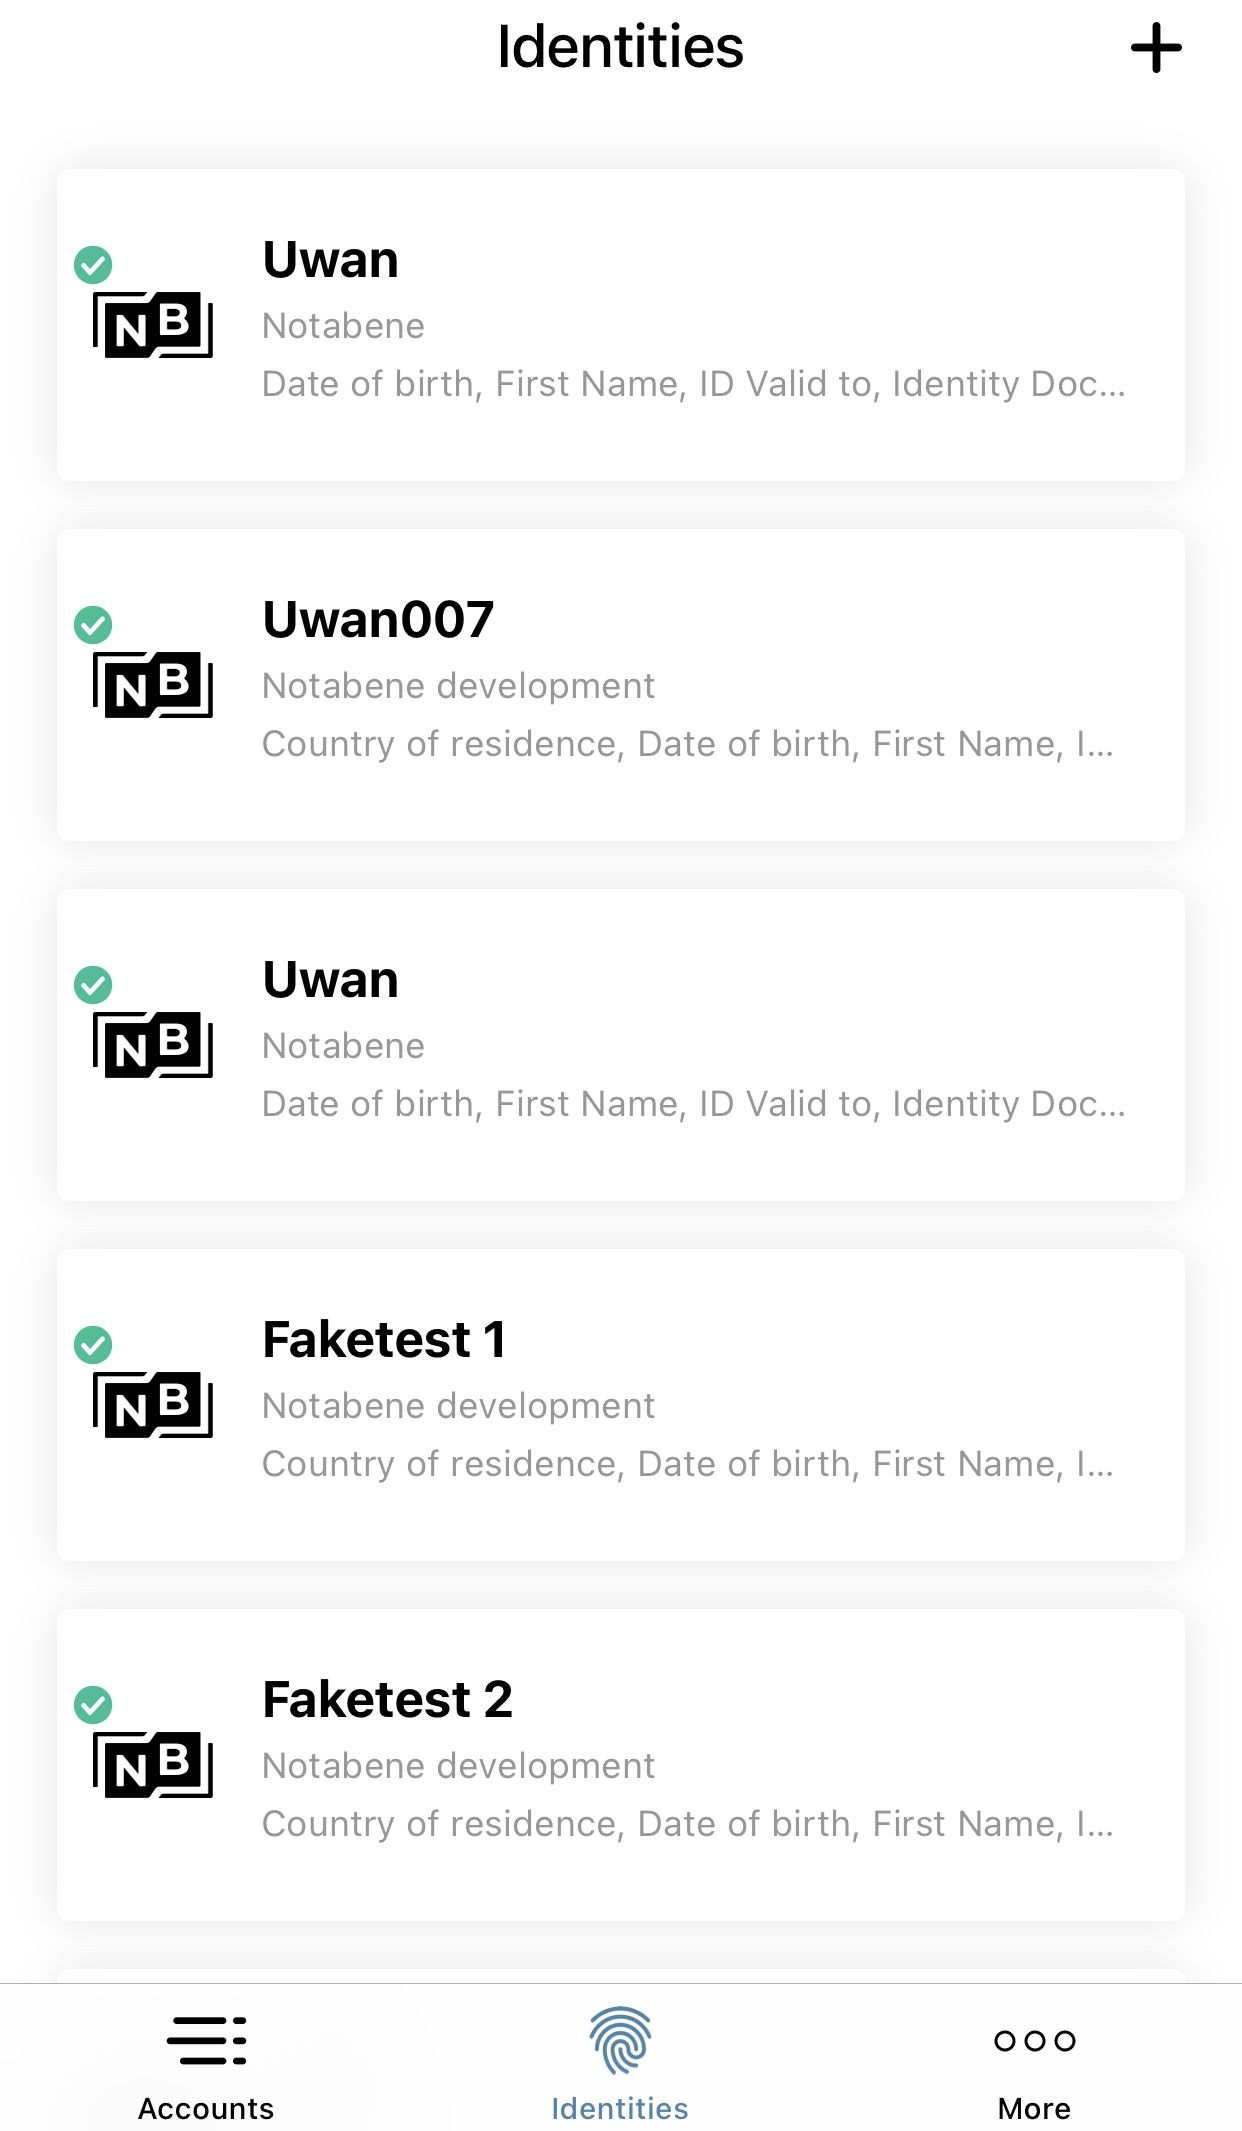 Identities
Uwan
NB
Notabene
Date of birth, First Name, ID Valid to, Identity Doc...
Uwan007
NB
Notabene development
Country of residence, Date of birth, First Name, I...
Uwan
NB
Notabene
Date of birth, First Name, ID Valid to, Identity Doc...
Faketest 1
NB
Notabene development
Country of residence, Date of birth, First Name, I...
Faketest 2
NB
Notabene development
Country of residence, Date of birth, First Name, I...
Accounts
Identities
More